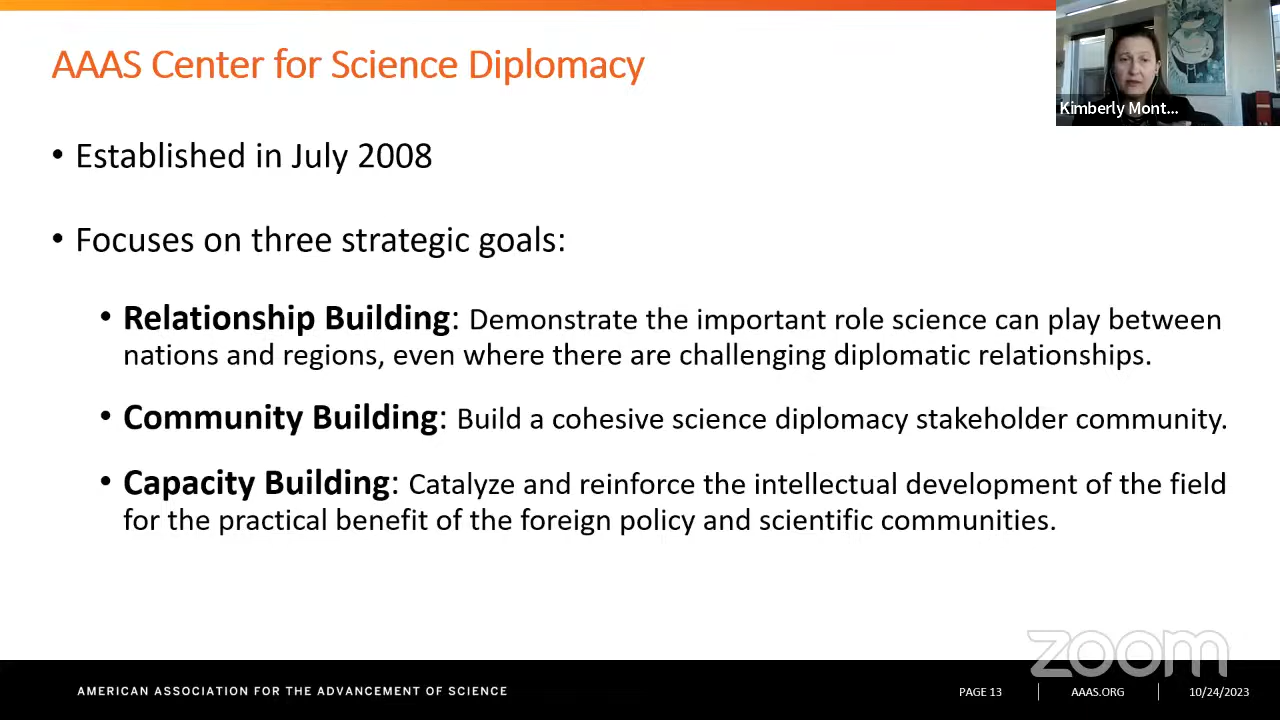 AAAS Center for Science Diplomacy
Kimberly Mont...
• Established in July 2008
• Focuses on three strategic goals:
• Relationship Building: Demonstrate the important role science can play between
nations and regions, even where there are challenging diplomatic relationships.
• Community Building: Build a cohesive science diplomacy stakeholder community.
• Capacity Building: Catalyze and reinforce the intellectual development of the field
for the practical benefit of the foreign policy and scientific communities.
zoom
AMERICAN ASSOCIATION FOR THE ADVANCEMENT OF SCIENCE
PAGE 13 | AAAS.ORG | 10/24/2023